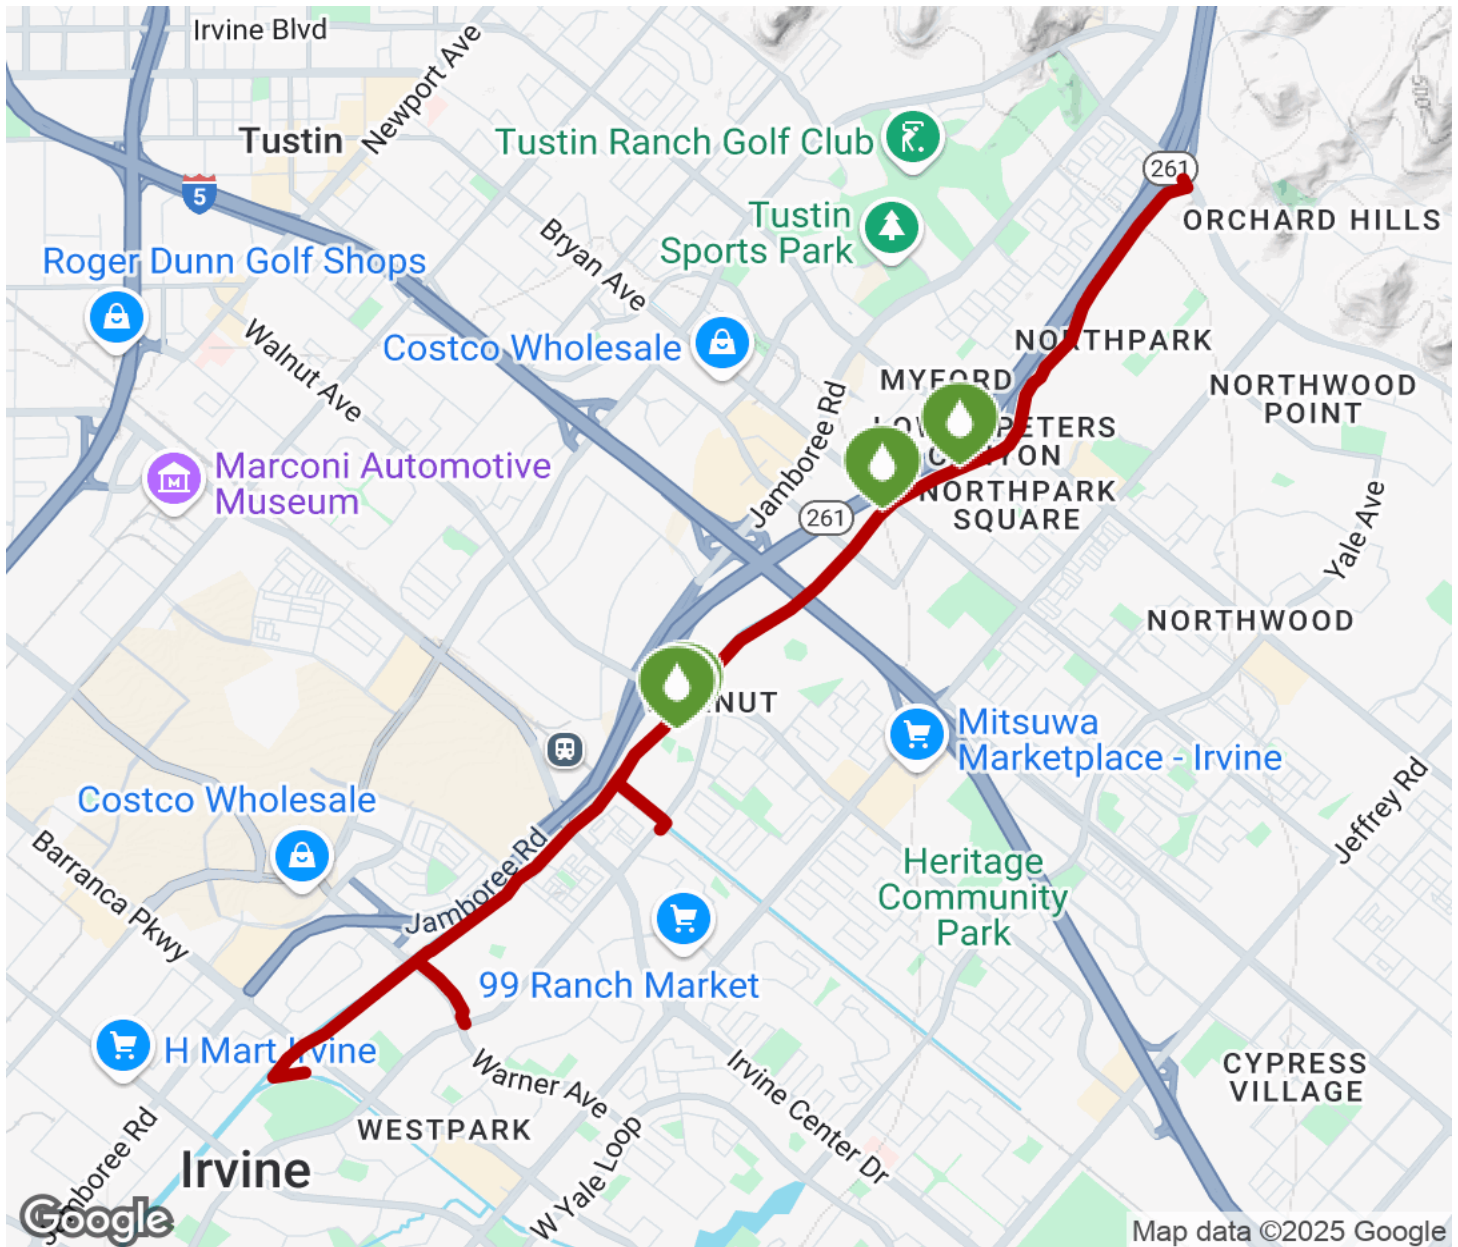 Irvine Blvd
Newport Ave
Tustin
Tustin Ranch Golf Club
261
5
ORCHARD HILLS
Tustin
Sports Park
Bryan Ave
Roger Dunn Golf Shops
Walnut Ave
Costco Wholesale
NORTHPARK
MYFORD
NORTHWOOD
POINT
Jamboree Rd
PETERS
NORTHPARK
SQUARE
Marconi Automotive
Museum
261
Yale Ave
NORTHWOOD
NUT
Mitsuwa
Marketplace - Irvine
Costco Wholesale
Jeffrey Rd
Barranca Pkwy
Jamboree Rd
Heritage
Community
Park
99 Ranch Market
H Mart Irvine
Warner Ave
Irvine Center Dr
CYPRESS
VILLAGE
WESTPARK
W Yale Loop
Jamboree Rd
Irvine
Google
Map data ©2025 Google